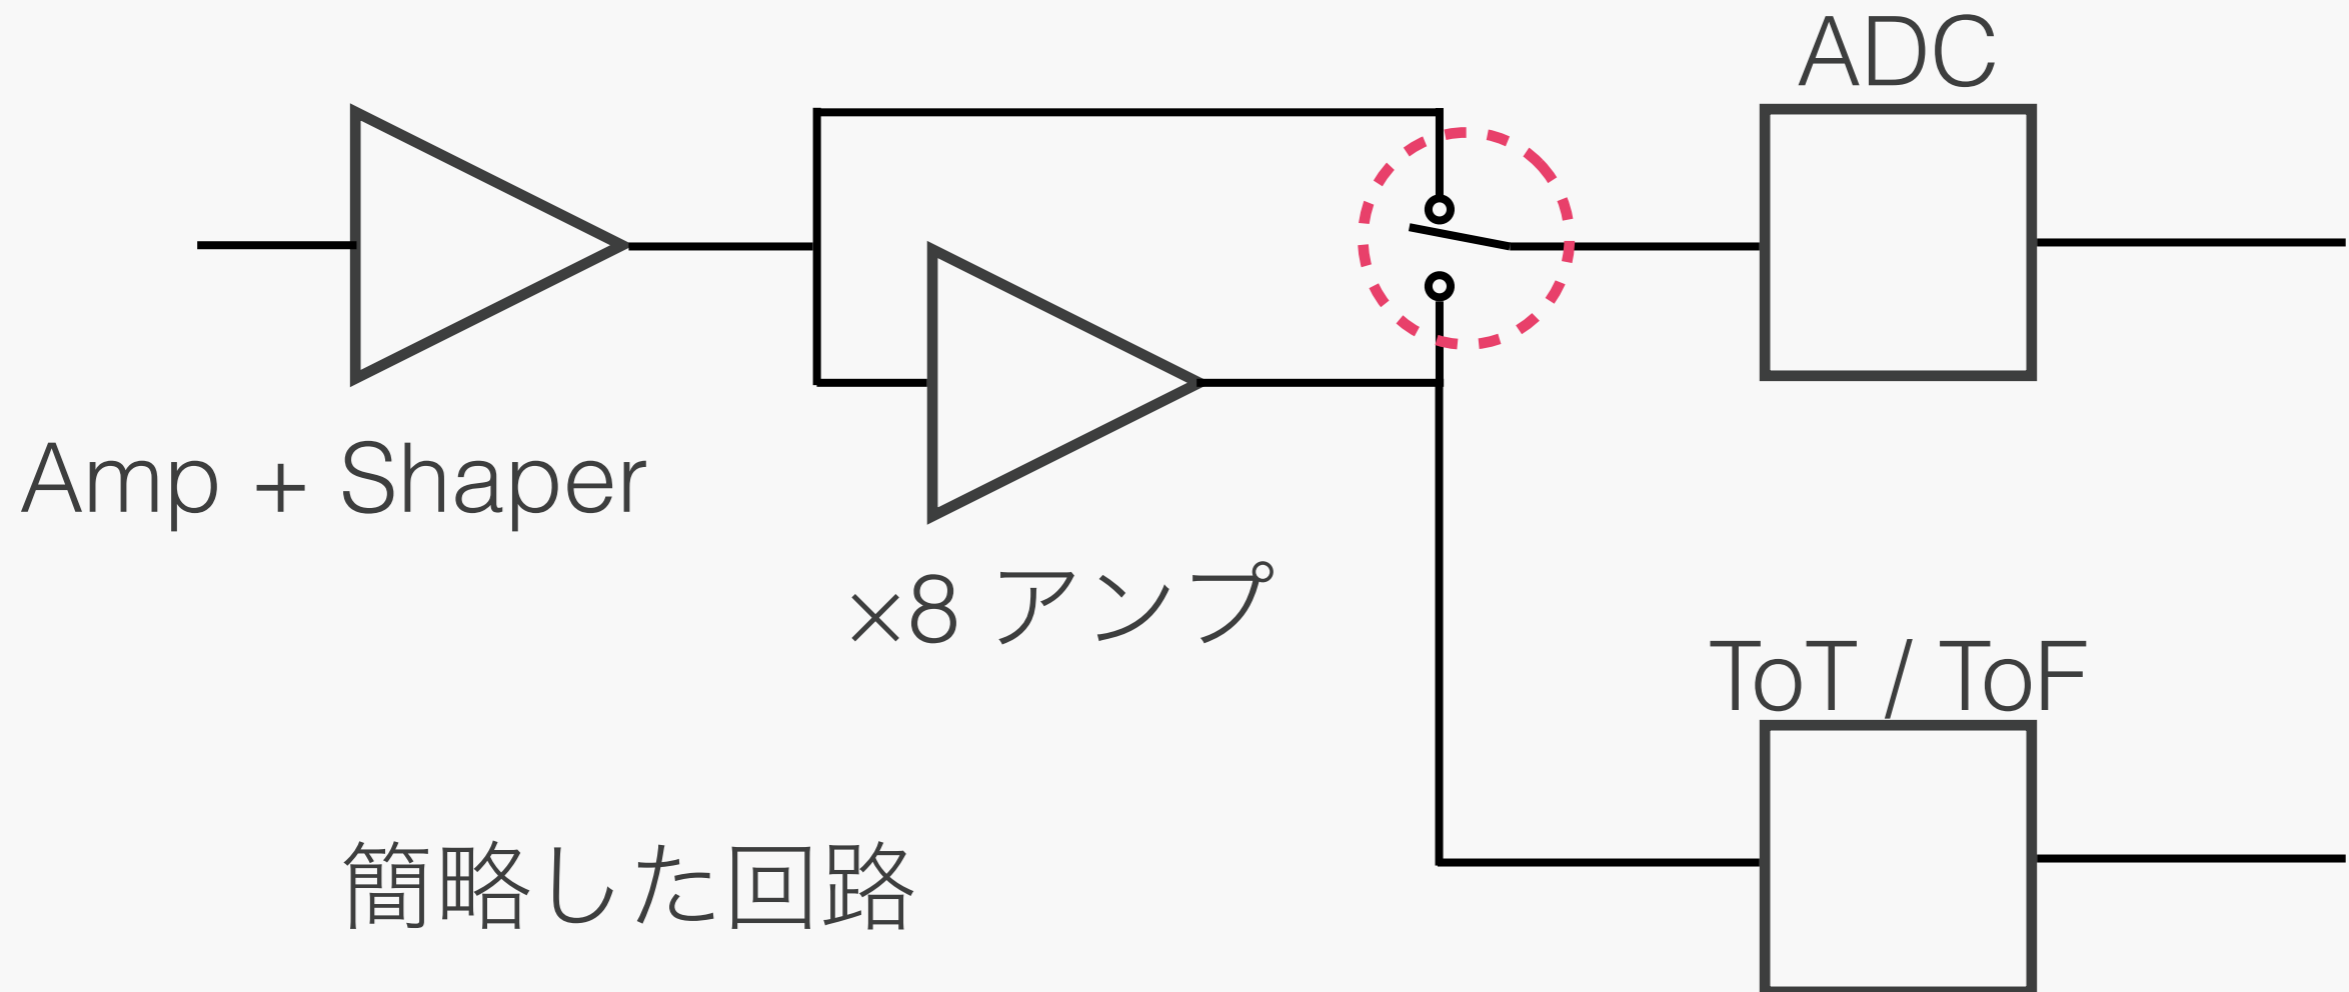 ADC
Amp + Shaper
×8 アンプ
ToT / ToF
簡略した回路